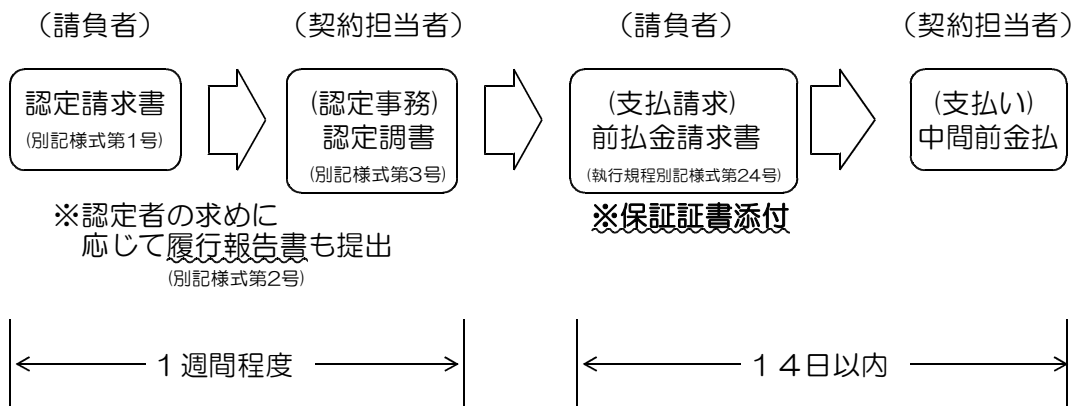 （請負者）
（契約担当者）
（請負者）
（契約担当者）
認定請求書
(別記様式第1号)
(認定事務)
認定調書
(別記様式第3号)
(支払請求)
前払金請求書
(執行規程別記様式第24号)
(支払い)
中間前金払
※認定者の求めに
応じて履行報告書も提出
(別記様式第2号)
※保証証書添付
１週間程度
１４日以内